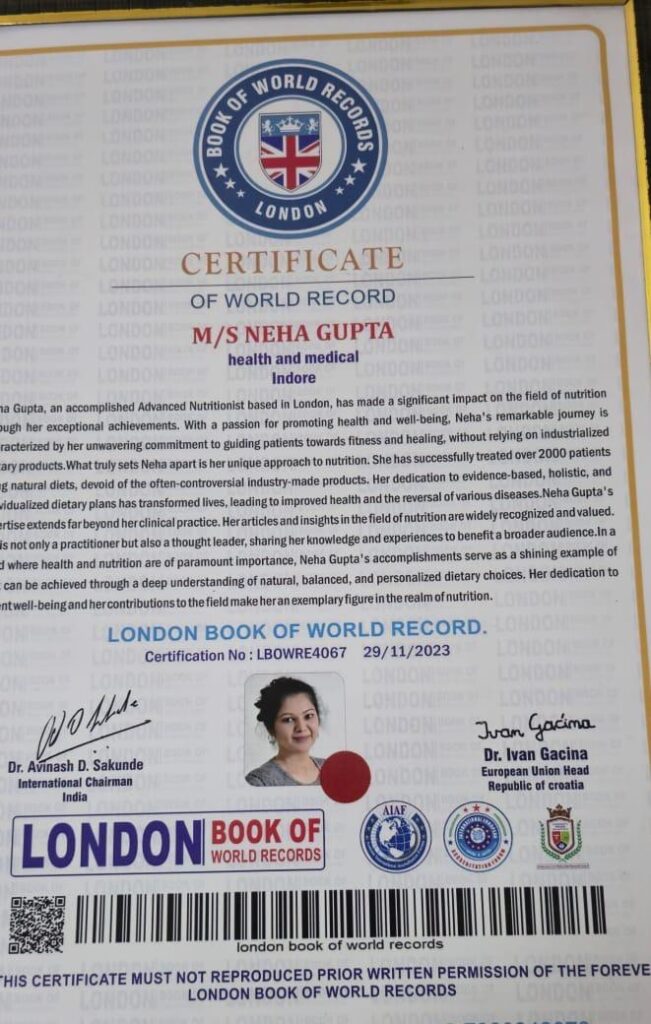 BOOK OF WORLD RECORDS
LONDON
CERTIFICATE
OF WORLD RECORD
M/S NEHA GUPTA
health and medical
Indore
ha Gupta, an accomplished Advanced Nutritionist based in London, has made a significant impact on the field of nutrition
ough her exceptional achievements. With a passion for promoting health and well-being, Neha's remarkable journey is
aracterized by her unwavering commitment to guiding patients towards fitness and healing, without relying on industrialized
tary products.What truly sets Neha apart is her unique approach to nutrition. She has successfully treated over 2000 patients
g natural diets, devoid of the often-controversial industry-made products. Her dedication to evidence-based, holistic, and
vidualized dietary plans has transformed lives, leading to improved health and the reversal of various diseases.Neha Gupta's
ertise extends far beyond her clinical practice. Her articles and insights in the field of nutrition are widely recognized and valued.
is not only a practitioner but also a thought leader, sharing her knowledge and experiences to benefit a broader audience.In a
d where health and nutrition are of paramount importance, Neha Gupta's accomplishments serve as a shining example of
can be achieved through a deep understanding of natural, balanced, and personalized dietary choices. Her dedication to
ent well-being and her contributions to the field make her an exemplary figure in the realm of nutrition.
LONDON BOOK OF WORLD RECORD.
Certification No : LBOWRE4067 29/11/2023
Ivan Gacina
Dr. Avinash D. Sakunde
International Chairman
India
Dr. Ivan Gacina
European Union Head
Republic of croatia
LONDON BOOK OF
WORLD RECORDS
AIAF
london book of world records
THIS CERTIFICATE MUST NOT REPRODUCED PRIOR WRITTEN PERMISSION OF THE FOREVE
LONDON BOOK OF WORLD RECORDS